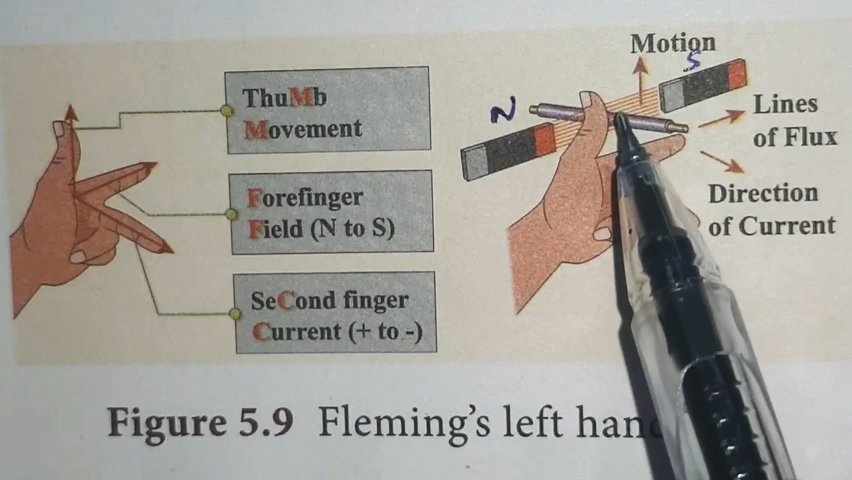 ThuMb
Movement
Forefinger
Field (N to S)
SeCond finger
Current (+ to -)
Motion
N
S
Lines
of Flux
Direction
of Current
Figure 5.9 Fleming's left